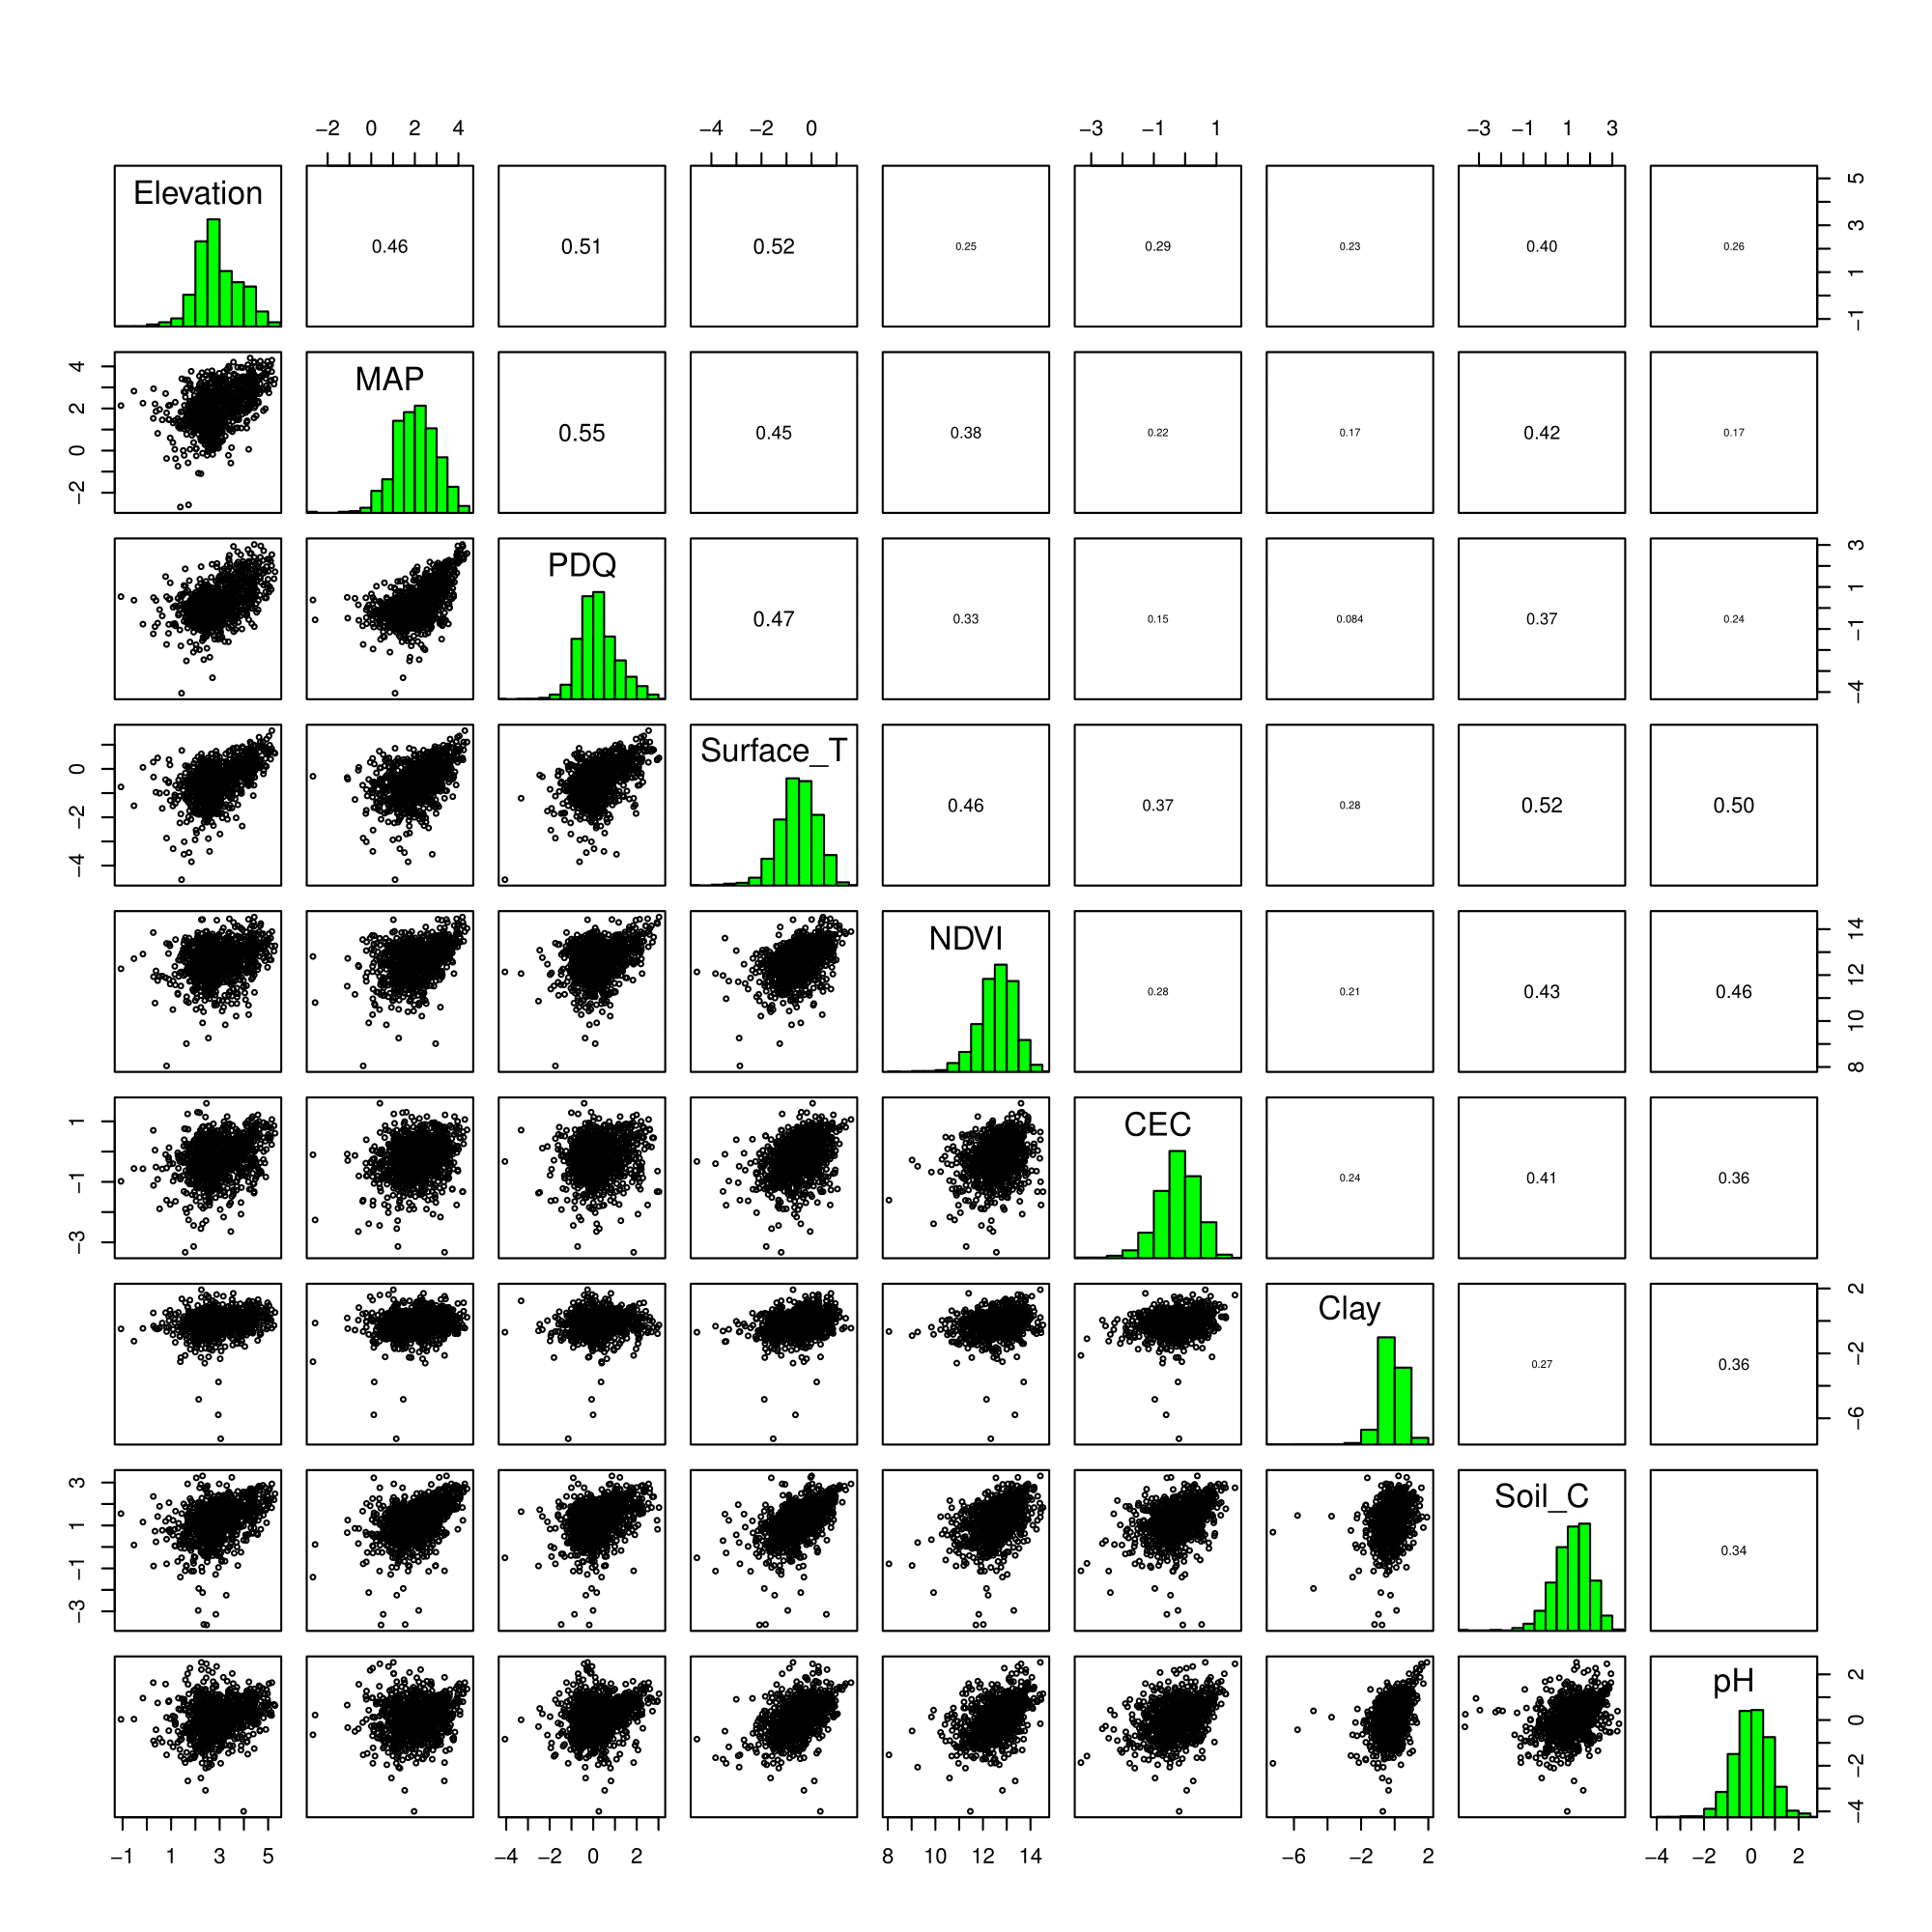 −2 0 2 4 −4 −2 0 −3 −1 1 −3 −1 1 3
Elevation 0.46 0.51 0.52 0.25 0.29 0.23 0.40 0.26 −1 1 3 5
−2 0 2 4 MAP 0.55 0.45 0.38 0.22 0.17 0.42 0.17
PDQ 0.47 0.33 0.15 0.084 0.37 0.24 −4 −1 1 3
−4 −2 0 Surface_T 0.46 0.37 0.28 0.52 0.50
NDVI 0.28 0.21 0.43 0.46 8 10 12 14
−3 −1 1 CEC 0.24 0.41 0.36
Clay 0.27 0.36 −6 −2 2
−3 −1 1 3 Soil_C 0.34
pH −4 −2 0 2
−1 1 3 5 −4 −2 0 2 8 10 12 14 −6 −2 2 −4 −2 0 2